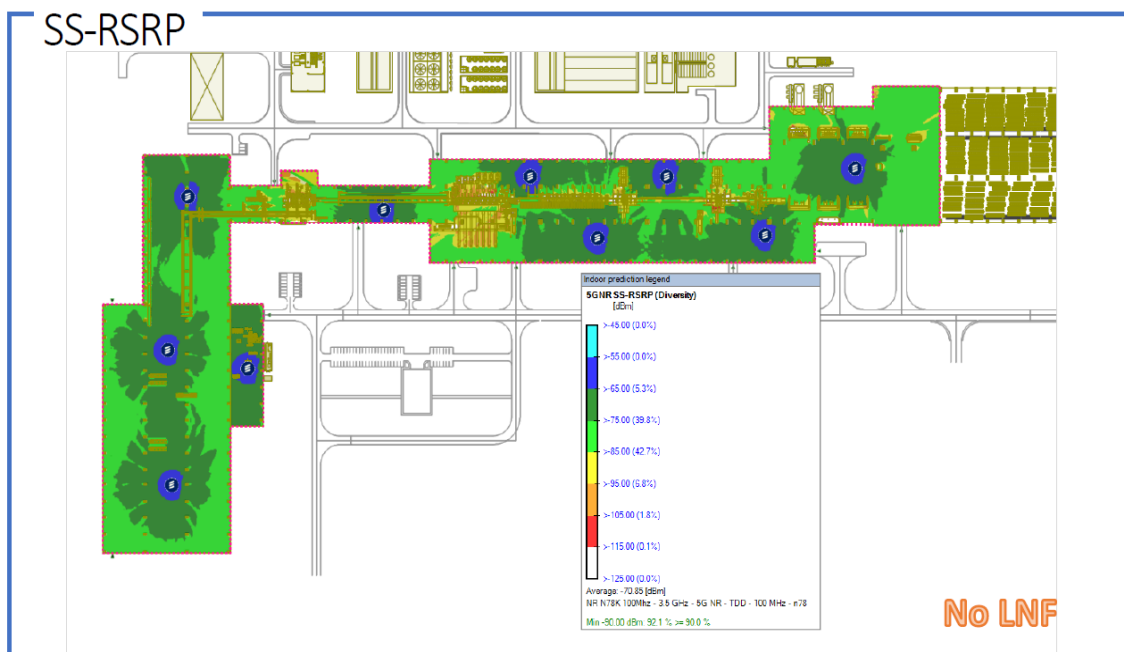 SS-RSRP
Indoor prediction legend
5G NR SS-RSRP (Diversity)
[dBm]
>-45.00 (0.0%)
>-55.00 (0.0%)
>-65.00 (5.3%)
>-75.00 (39.8%)
>-85.00 (42.7%)
>-95.00 (6.8%)
>-105.00 (1.8%)
>-115.00 (0.1%)
>-125.00 (0.0%)
Average: -70.85 [dBm]
NR N78K 100Mhz - 3.5 GHz - 5G NR - TDD - 100 MHz - n78
Min -90.00 dBm: 92.1 % >= 90.0 %
No LNF